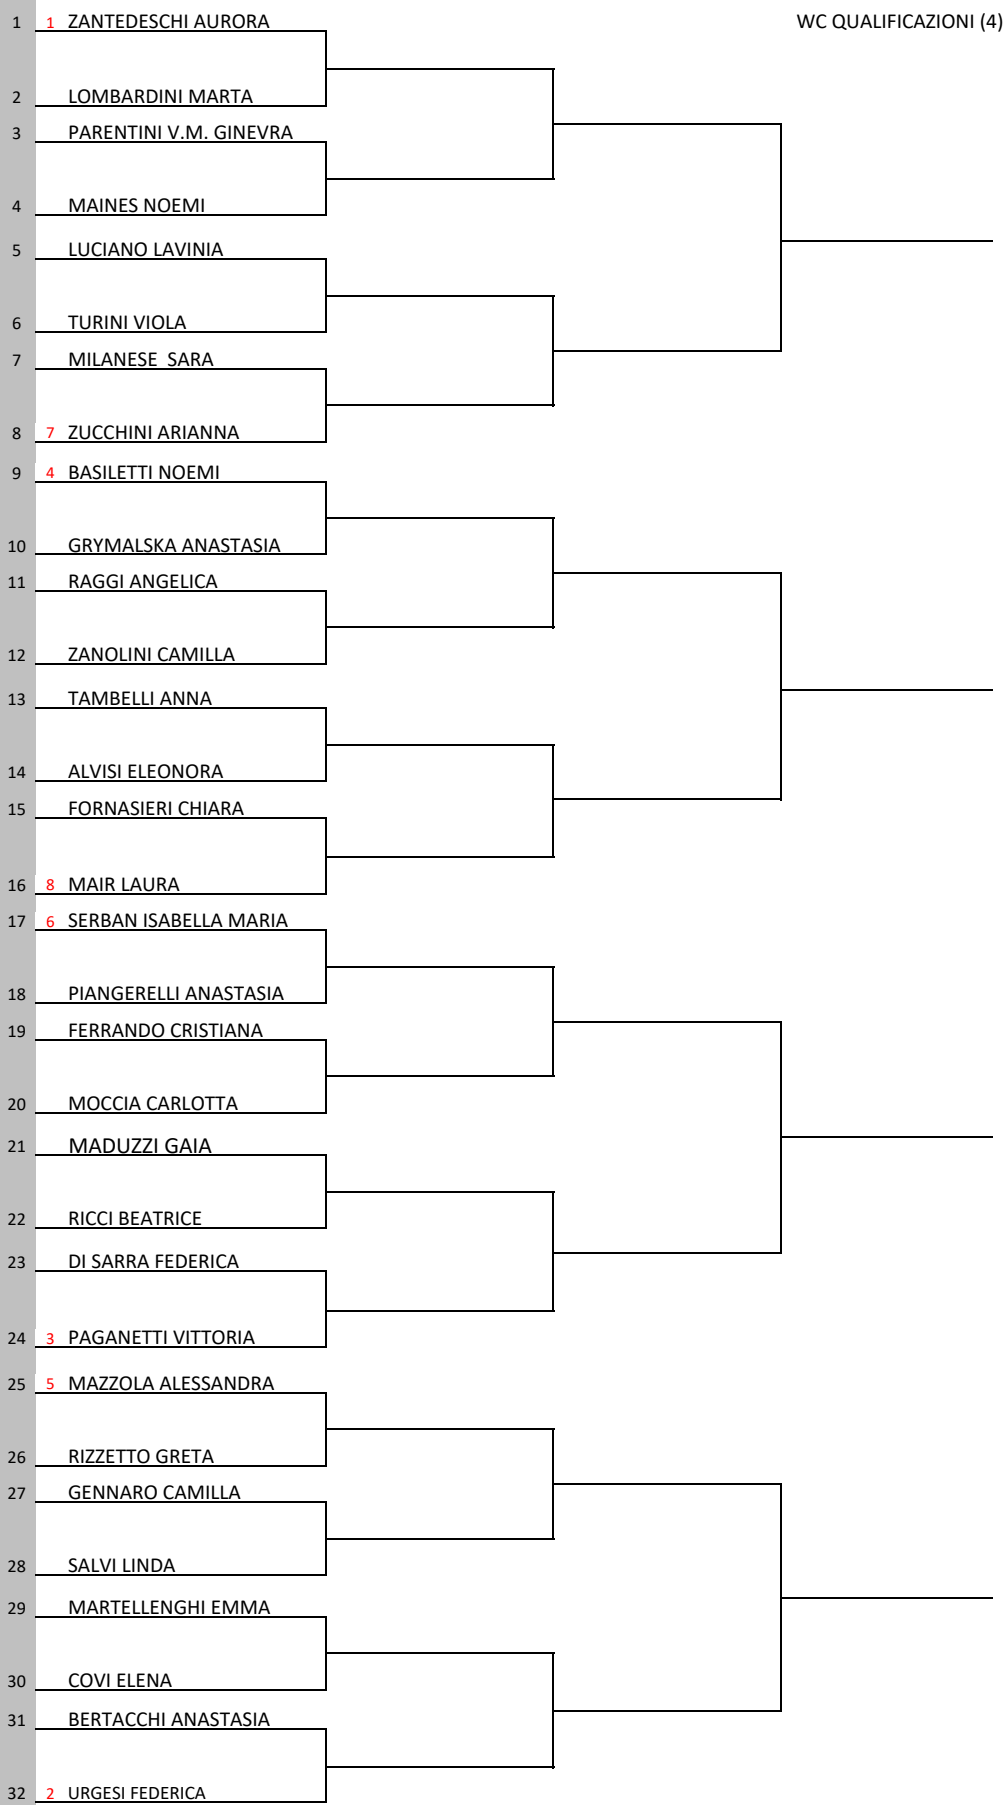 1 1 ZANTEDESCHI AURORA WC QUALIFICAZIONI (4)
2 LOMBARDINI MARTA
3 PARENTINI V.M. GINEVRA
4 MAINES NOEMI
5 LUCIANO LAVINIA
6 TURINI VIOLA
7 MILANESE  SARA
8 7 ZUCCHINI ARIANNA
9 4 BASILETTI NOEMI
10 GRYMALSKA ANASTASIA
11 RAGGI ANGELICA
12 ZANOLINI CAMILLA
13 TAMBELLI ANNA
14 ALVISI ELEONORA
15 FORNASIERI CHIARA
16 8 MAIR LAURA
17 6 SERBAN ISABELLA MARIA
18 PIANGERELLI ANASTASIA
19 FERRANDO CRISTIANA
20 MOCCIA CARLOTTA
21 MADUZZI GAIA
22 RICCI BEATRICE
23 DI SARRA FEDERICA
24 3 PAGANETTI VITTORIA
25 5 MAZZOLA ALESSANDRA
26 RIZZETTO GRETA
27 GENNARO CAMILLA
28 SALVI LINDA
29 MARTELLENGHI EMMA
30 COVI ELENA
31 BERTACCHI ANASTASIA
32 2 URGESI FEDERICA